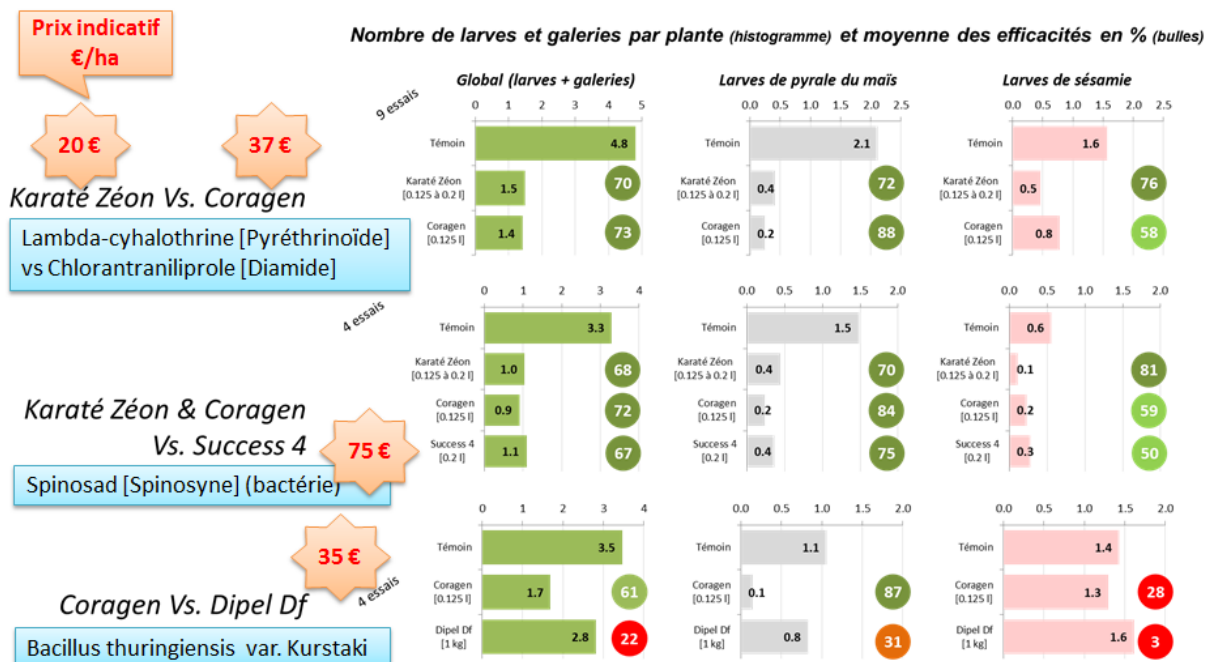 Prix indicatif
€/ha
20 €
37 €
Karaté Zéon Vs. Coragen
Lambda-cyhalothrine [Pyréthrinoïde]
vs Chlorantraniliprole [Diamide]
Nombre de larves et galeries par plante (histogramme) et moyenne des efficacités en % (bulles)
9 essais
Global (larves + galeries)
0 1 2 3 4 5
Témoin 4.8
Karaté Zéon
[0.125 à 0.2 l] 1.5 70
Coragen
[0.125 l] 1.4 73
Larves de pyrale du maïs
0.0 0.5 1.0 1.5 2.0 2.5
Témoin 2.1
Karaté Zéon
[0.125 à 0.2 l] 0.4 72
Coragen
[0.125 l] 0.2 88
Larves de sésamie
0.0 0.5 1.0 1.5 2.0 2.5
Témoin 1.6
Karaté Zéon
[0.125 à 0.2 l] 0.5 76
Coragen
[0.125 l] 0.8 58
Karaté Zéon & Coragen
Vs. Success 4
75 €
Spinosad [Spinosyne] (bactérie)
4 essais
0 1 2 3 4
Témoin 3.3
Karaté Zéon
[0.125 à 0.2 l] 1.0 68
Coragen
[0.125 l] 0.9 72
Success 4
[0.2 l] 1.1 67
0.0 0.5 1.0 1.5 2.0
Témoin 1.5
Karaté Zéon
[0.125 à 0.2 l] 0.4 70
Coragen
[0.125 l] 0.2 84
Success 4
[0.2 l] 0.4 75
0.0 0.5 1.0 1.5 2.0
Témoin 0.6
Karaté Zéon
[0.125 à 0.2 l] 0.1 81
Coragen
[0.125 l] 0.2 59
Success 4
[0.2 l] 0.3 50
35 €
Coragen Vs. Dipel Df
Bacillus thuringiensis var. Kurstaki
4 essais
0 1 2 3 4
Témoin 3.5
Coragen
[0.125 l] 1.7 61
Dipel Df
[1 kg] 2.8 22
0.0 0.5 1.0 1.5 2.0
Témoin 1.1
Coragen
[0.125 l] 0.1 87
Dipel Df
[1 kg] 0.8 31
0.0 0.5 1.0 1.5 2.0
Témoin 1.4
Coragen
[0.125 l] 1.3 28
Dipel Df
[1 kg] 1.6 3